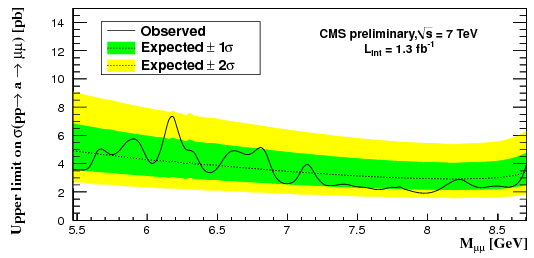 Upper limit on σ(pp→ a → μμ) [pb]
14
12
10
8
6
4
2
0
Observed
Expected ± 1σ
Expected ± 2σ
CMS preliminary,√s = 7 TeV
L_int = 1.3 fb⁻¹
5.5 6 6.5 7 7.5 8 8.5
M_μμ [GeV]